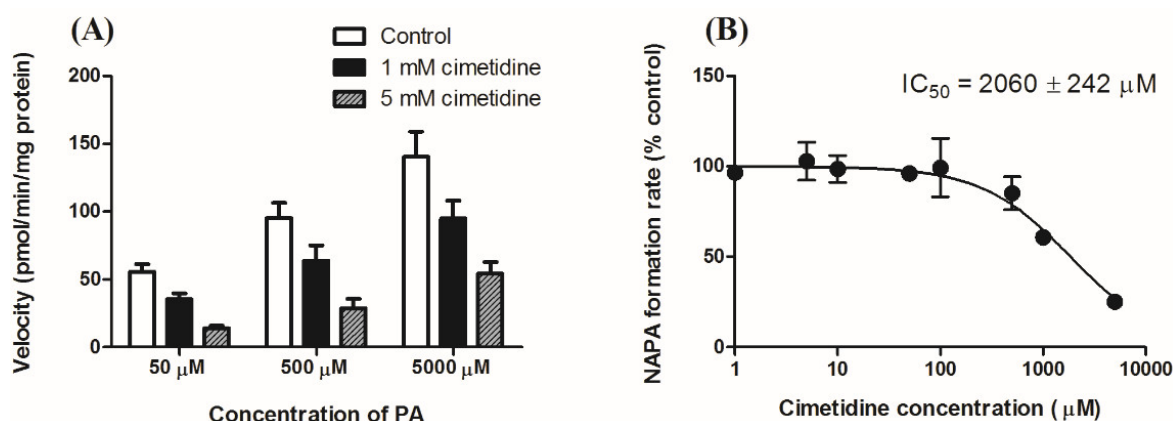 (A)
Control
1 mM cimetidine
5 mM cimetidine
Velocity (pmol/min/mg protein)
200
150
100
50
0
50 μM
500 μM
5000 μM
Concentration of PA
(B)
IC50 = 2060 ± 242 μM
NAPA formation rate (% control)
150
100
50
0
1
10
100
1000
10000
Cimetidine concentration (μM)